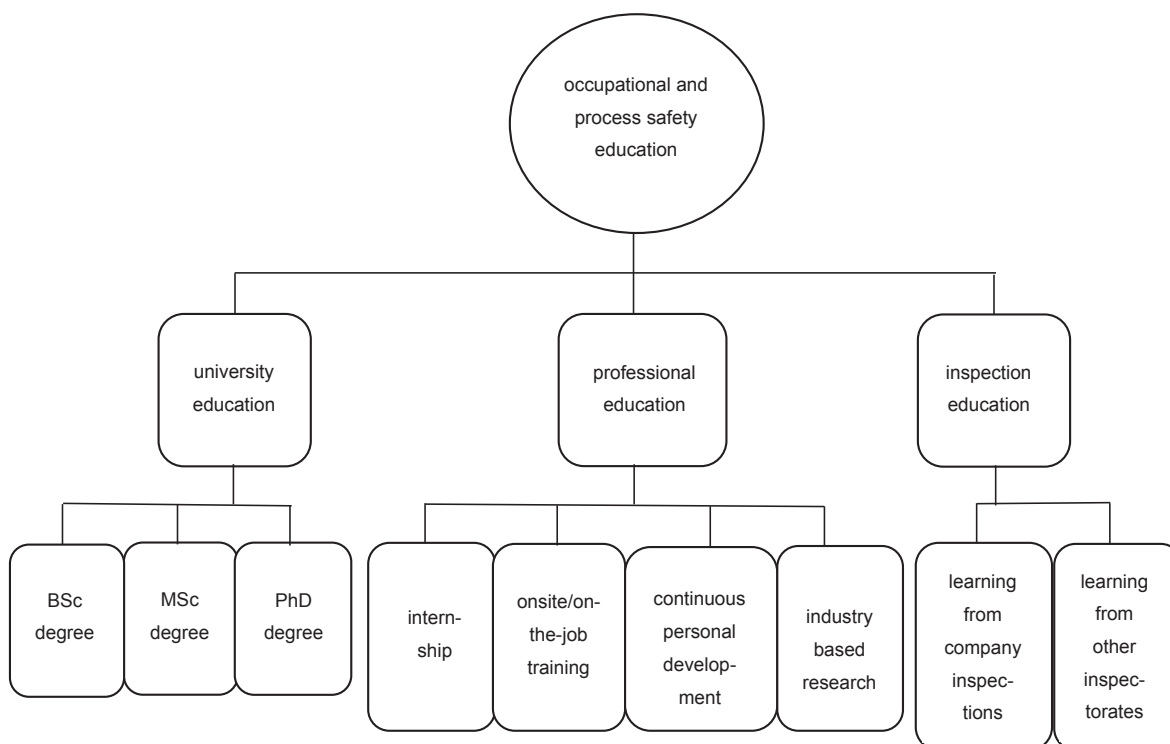 occupational and
process safety
education
university
education
professional
education
inspection
education
BSc
degree
MSc
degree
PhD
degree
intern-
ship
onsite/on-
the-job
training
continuous
personal
develop-
ment
industry
based
research
learning
from
company
inspec-
tions
learning
from
other
inspec-
torates